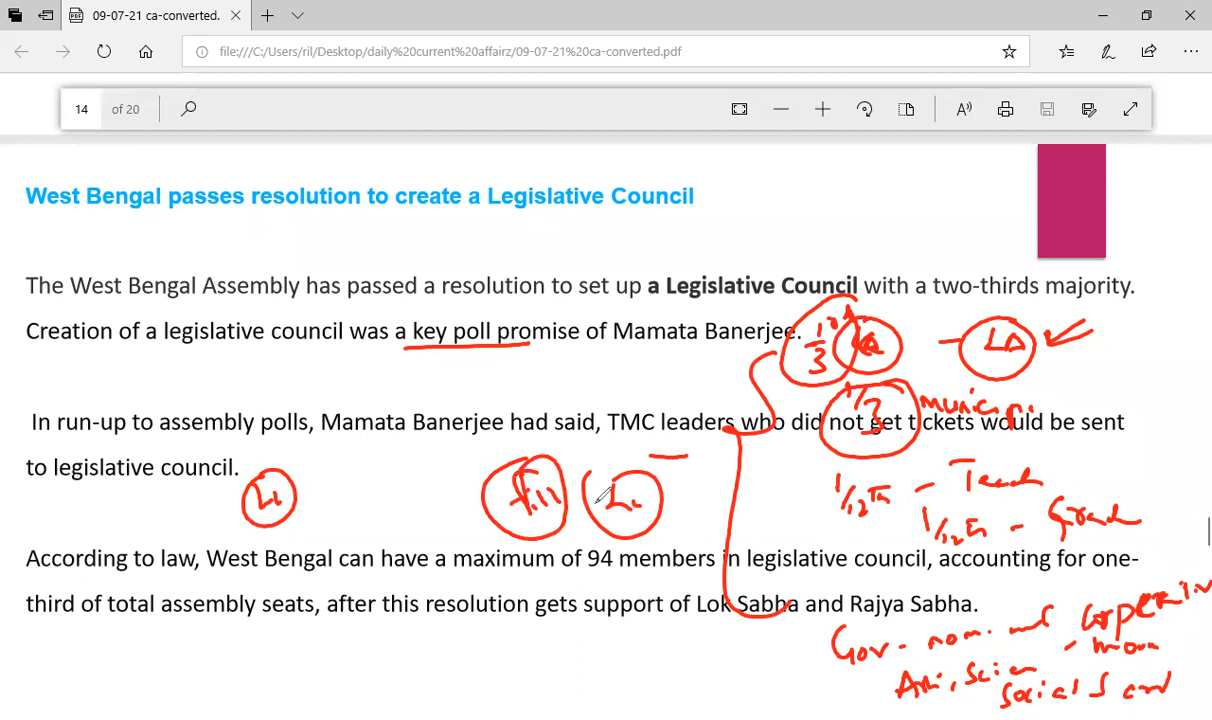 09-07-21 ca-converted.
file:///C:/Users/ril/Desktop/daily%20current%20affairz/09-07-21%20ca-converted.pdf
14 of 20
West Bengal passes resolution to create a Legislative Council
The West Bengal Assembly has passed a resolution to set up a Legislative Council with a two-thirds majority.
Creation of a legislative council was a key poll promise of Mamata Banerjee.
1/3
LA
1/3
In run-up to assembly polls, Mamata Banerjee had said, TMC leaders who did not get tickets would be sent
to legislative council.
1/12th - Teach
1/12th - Grad
According to law, West Bengal can have a maximum of 94 members in legislative council, accounting for one-
third of total assembly seats, after this resolution gets support of Lok Sabha and Rajya Sabha.
Gov - nom.